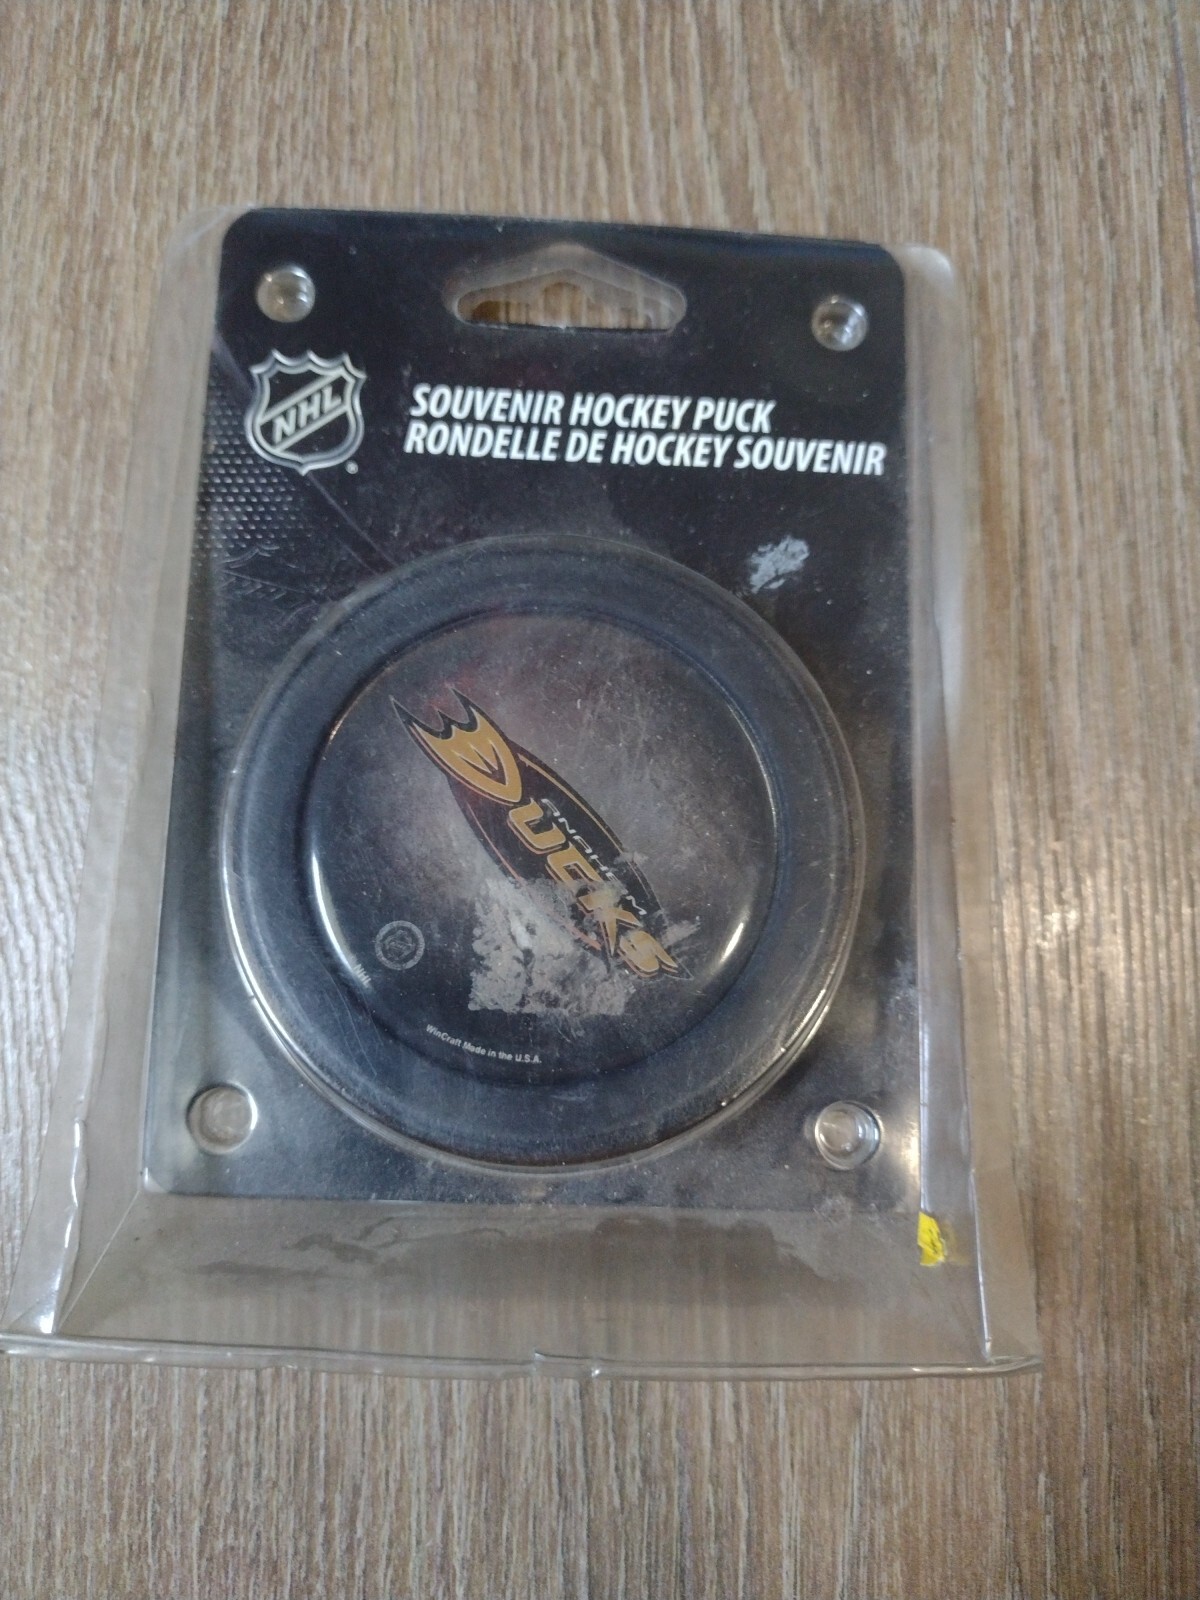 NHL
®
SOUVENIR HOCKEY PUCK
RONDELLE DE HOCKEY SOUVENIR
ANAHEIM
DUCKS
WinCraft Made in the U.S.A.